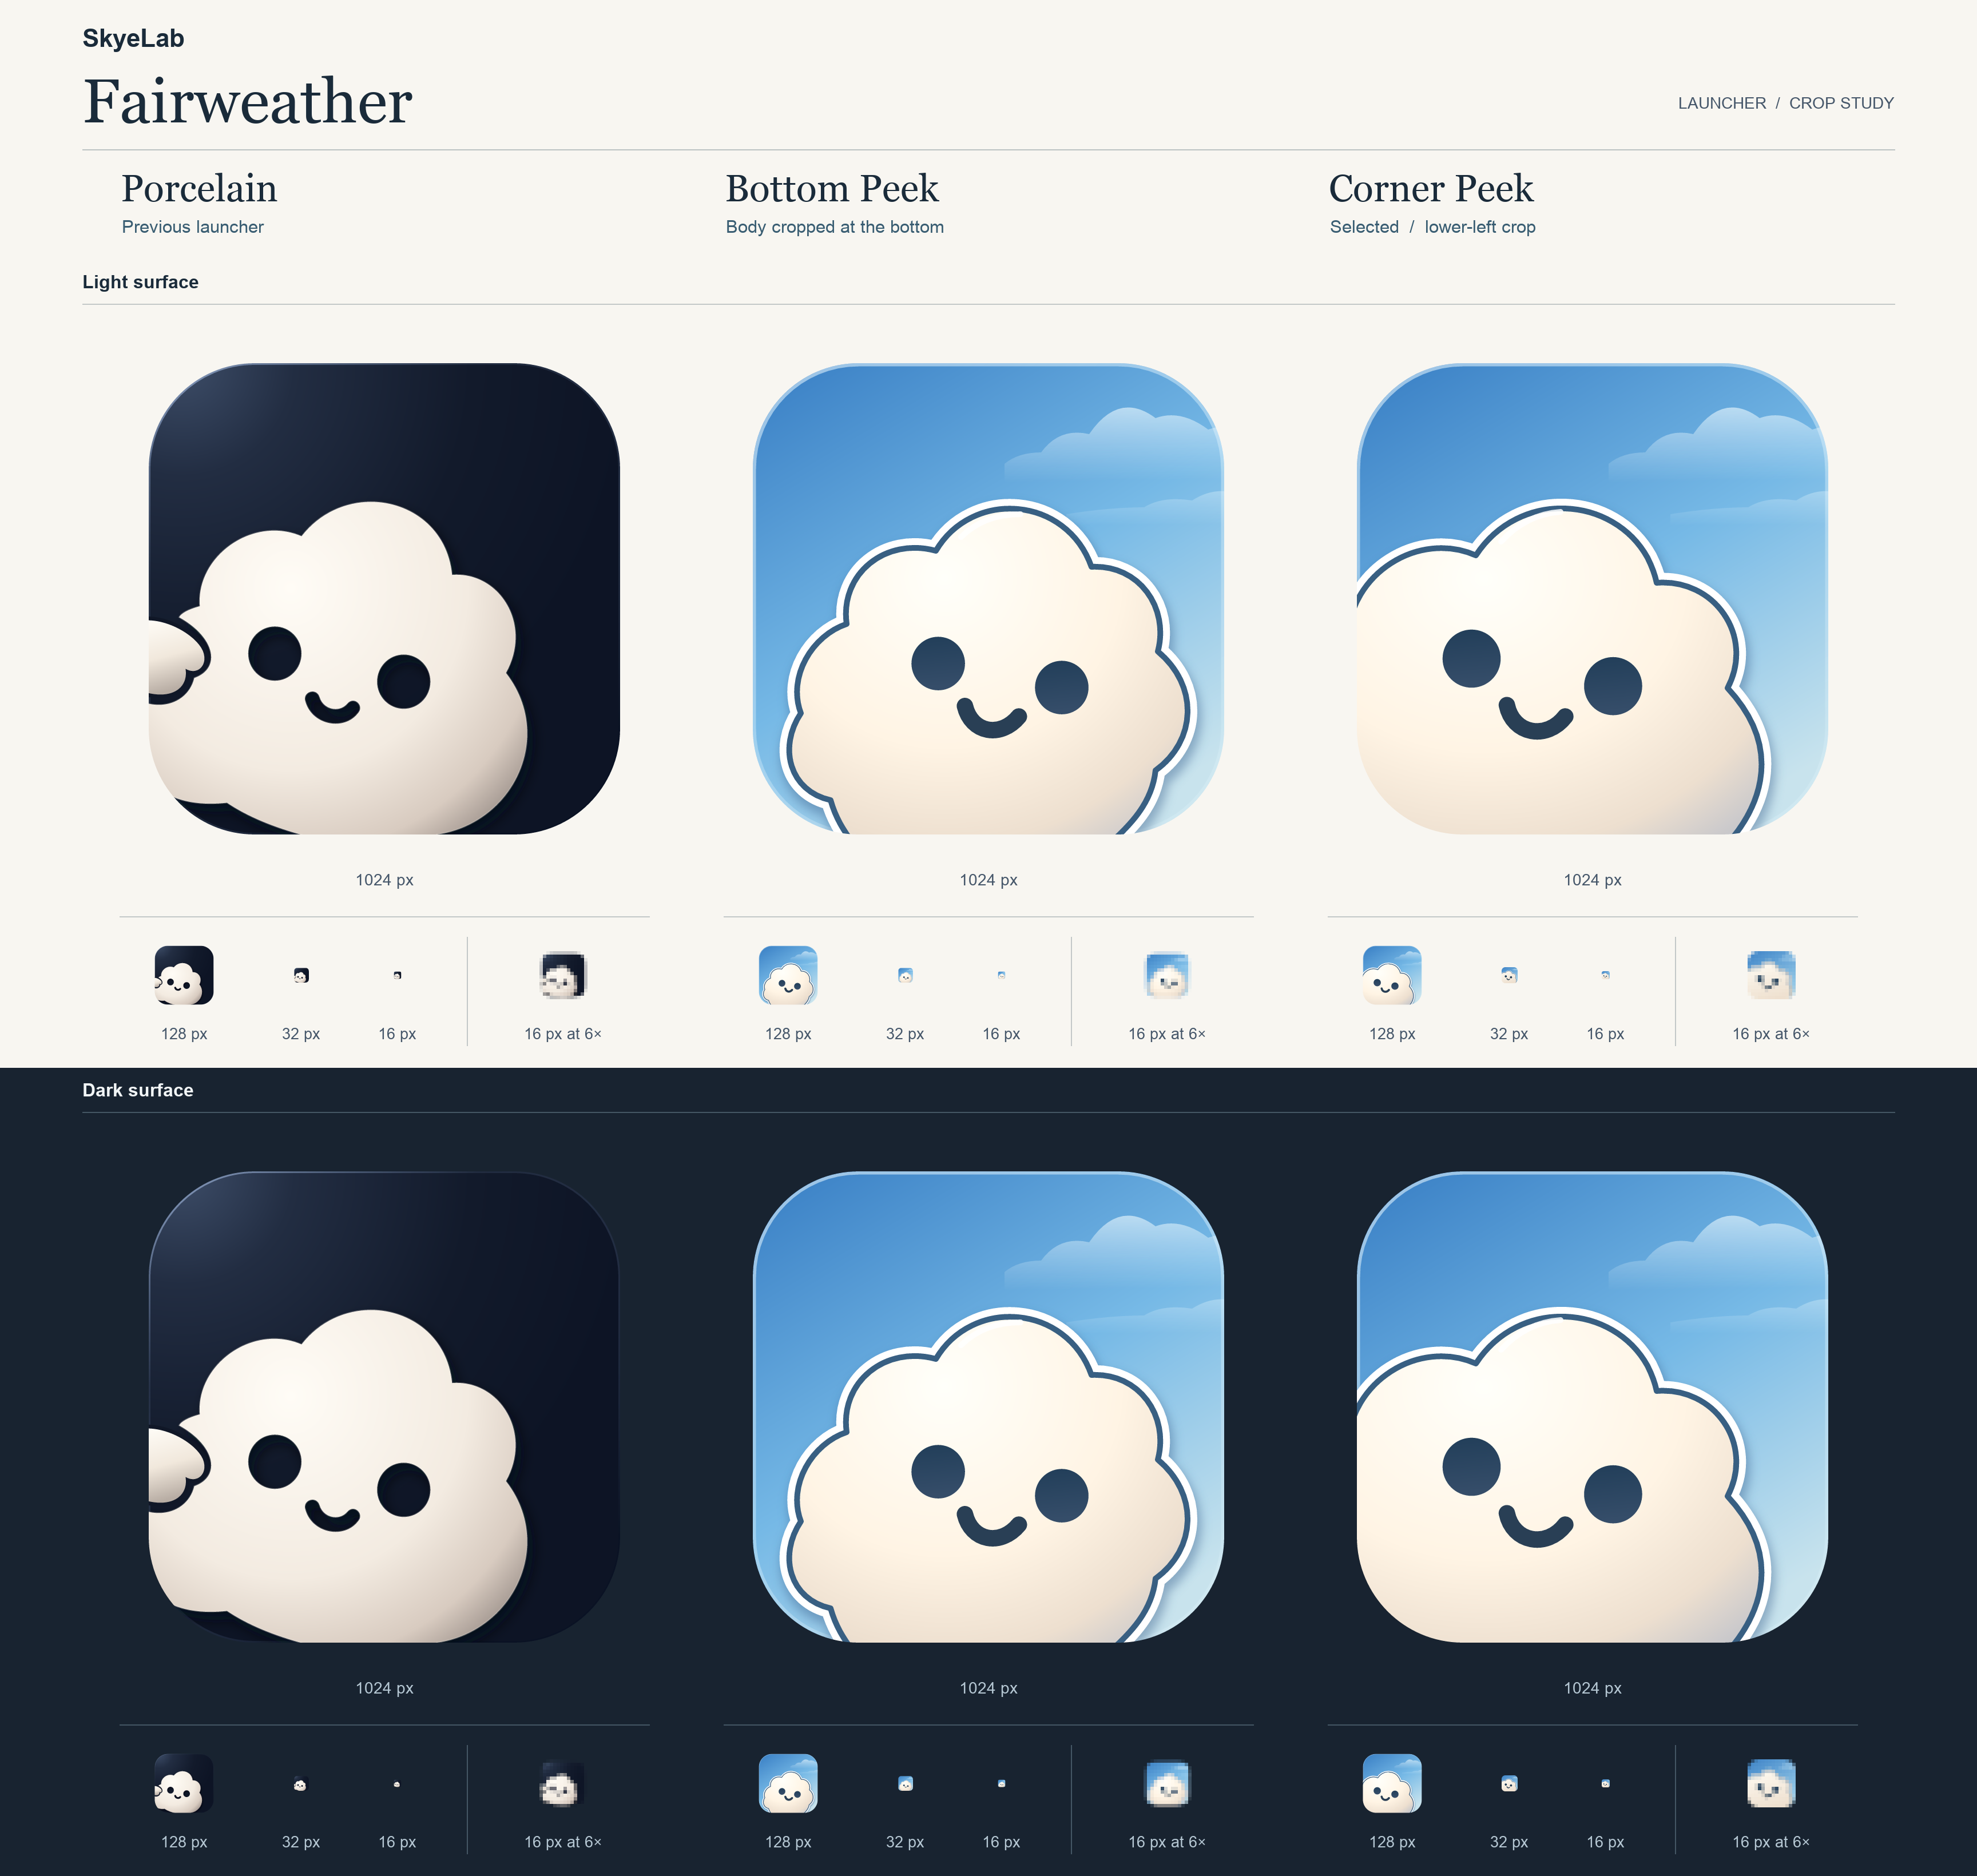 SkyeLab
Fairweather
LAUNCHER / CROP STUDY
Porcelain
Previous launcher
Bottom Peek
Body cropped at the bottom
Corner Peek
Selected / lower-left crop
Light surface
1024 px
1024 px
1024 px
128 px
32 px
16 px
16 px at 6×
128 px
32 px
16 px
16 px at 6×
128 px
32 px
16 px
16 px at 6×
Dark surface
1024 px
1024 px
1024 px
128 px
32 px
16 px
16 px at 6×
128 px
32 px
16 px
16 px at 6×
128 px
32 px
16 px
16 px at 6×